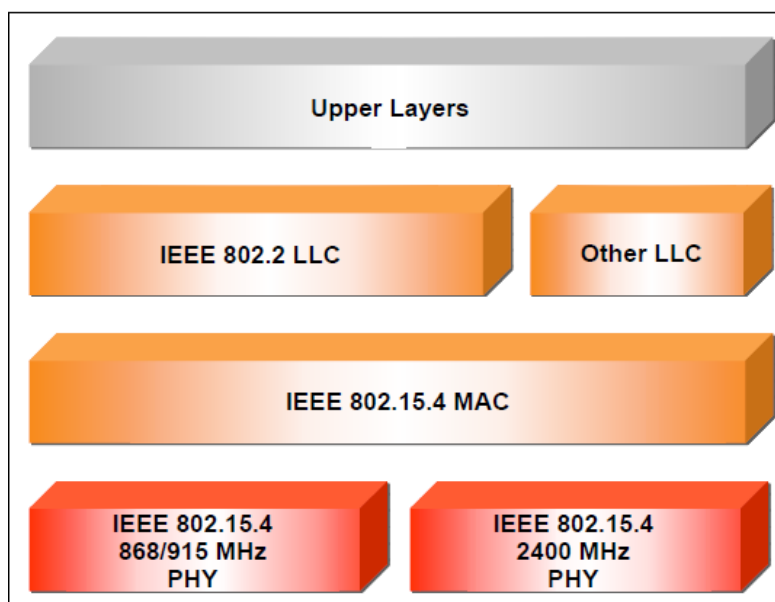 Upper Layers
IEEE 802.2 LLC
Other LLC
IEEE 802.15.4 MAC
IEEE 802.15.4
868/915 MHz
PHY
IEEE 802.15.4
2400 MHz
PHY